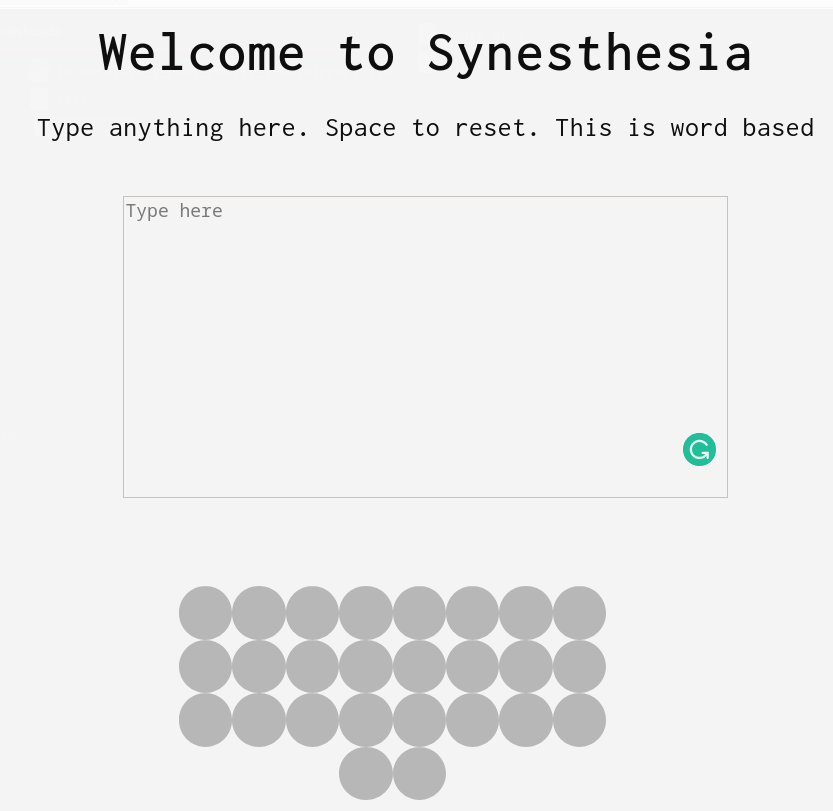 Welcome to Synesthesia
Type anything here. Space to reset. This is word based
Type here